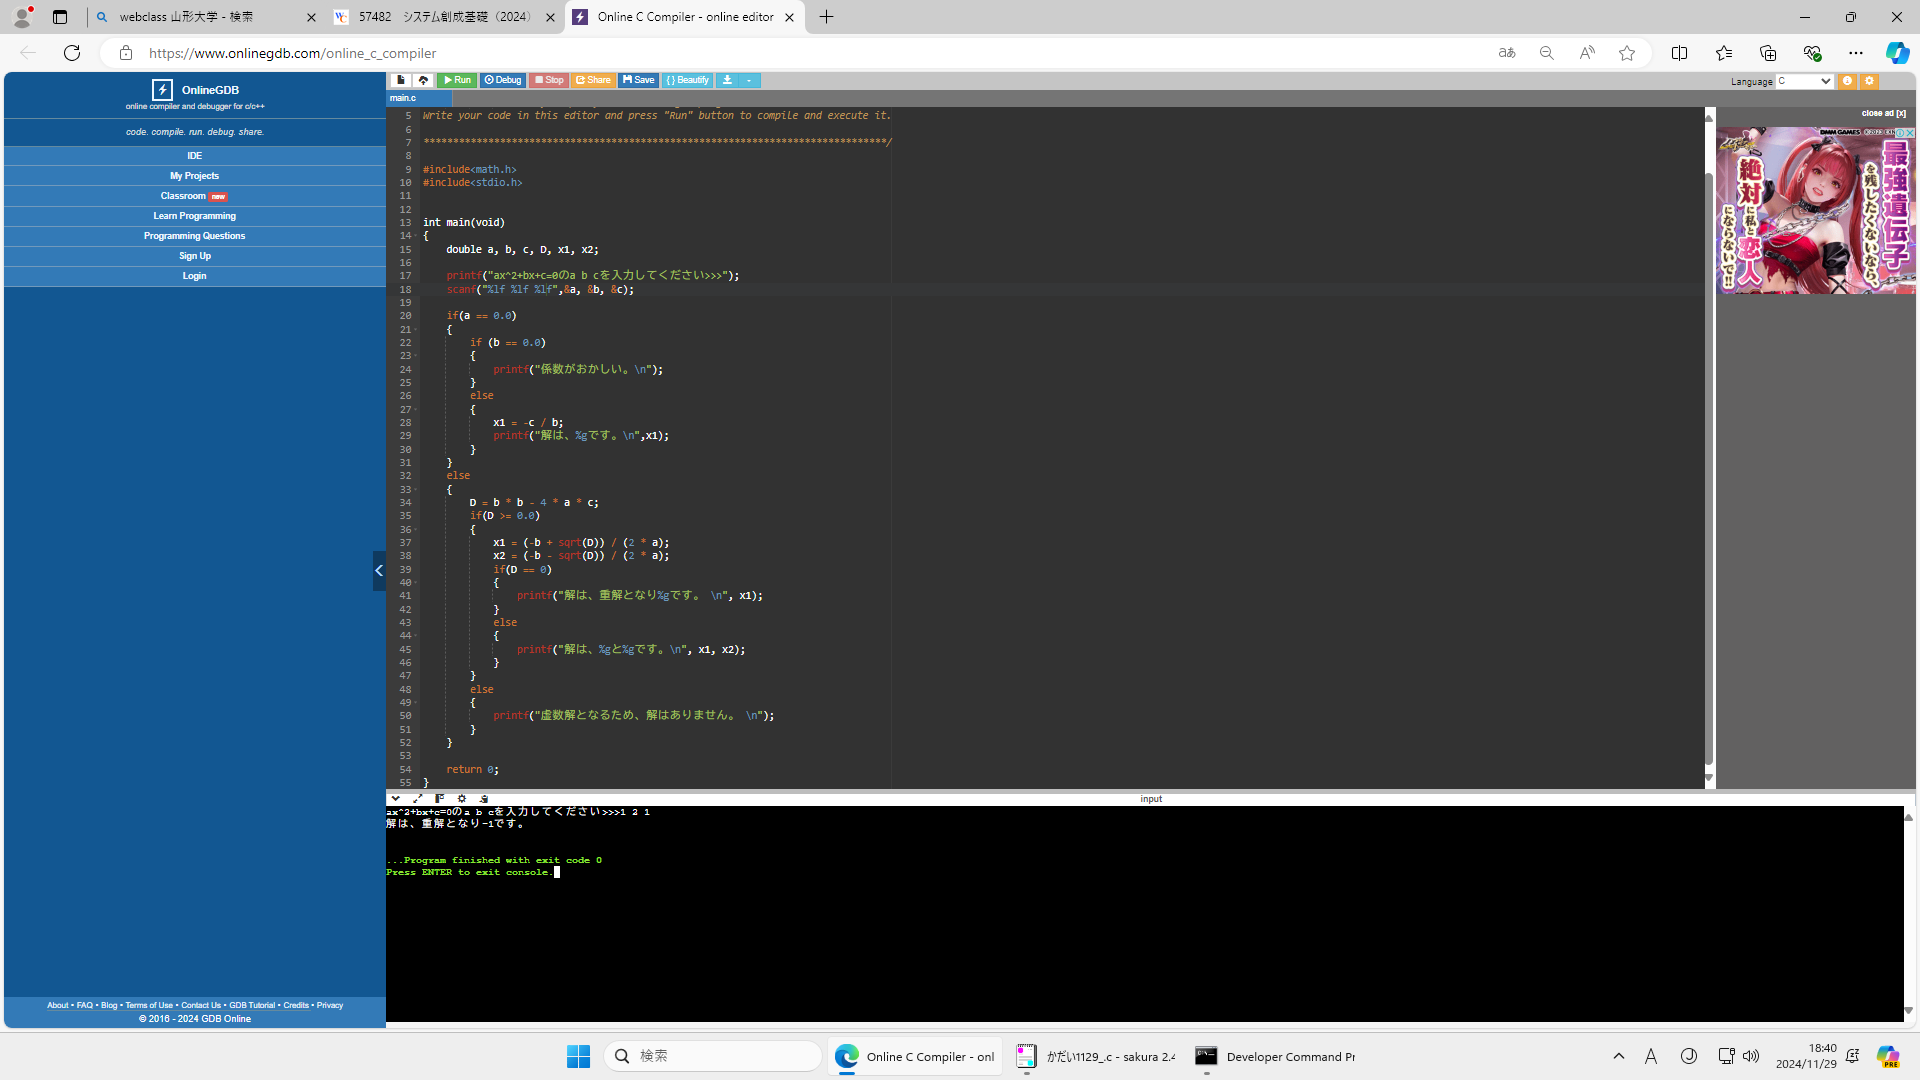 webclass 山形大学 - 検索
57482　システム創成基礎（2024）
Online C Compiler - online editor
https://www.onlinegdb.com/online_c_compiler
OnlineGDB
online compiler and debugger for c/c++
code. compile. run. debug. share.
IDE
My Projects
Classroom new
Learn Programming
Programming Questions
Sign Up
Login
About • FAQ • Blog • Terms of Use • Contact Us • GDB Tutorial • Credits • Privacy
© 2016 - 2024 GDB Online
Run Debug Stop Share Save { } Beautify
Language C
main.c
5 Write your code in this editor and press "Run" button to compile and execute it.
6
7 *******************************************************************************/
8
9 #include<math.h>
10 #include<stdio.h>
11
12
13 int main(void)
14 {
15 double a, b, c, D, x1, x2;
16
17 printf("ax^2+bx+c=0のa b cを入力してください>>>");
18 scanf("%lf %lf %lf",&a, &b, &c);
19
20 if(a == 0.0)
21 {
22 if (b == 0.0)
23 {
24 printf("係数がおかしい。\n");
25 }
26 else
27 {
28 x1 = -c / b;
29 printf("解は、%gです。\n",x1);
30 }
31 }
32 else
33 {
34 D = b * b - 4 * a * c;
35 if(D >= 0.0)
36 {
37 x1 = (-b + sqrt(D)) / (2 * a);
38 x2 = (-b - sqrt(D)) / (2 * a);
39 if(D == 0)
40 {
41 printf("解は、重解となり%gです。 \n", x1);
42 }
43 else
44 {
45 printf("解は、%gと%gです。\n", x1, x2);
46 }
47 }
48 else
49 {
50 printf("虚数解となるため、解はありません。 \n");
51 }
52 }
53
54 return 0;
55 }
close ad [x]
DMM GAMES
最強遺伝子
を残したくないなら、
絶対に私と恋人
にならないで!!
input
ax^2+bx+c=0のa b cを入力してください>>>1 2 1
解は、重解となり-1です。
...Program finished with exit code 0
Press ENTER to exit console.
検索
Online C Compiler - onl
かだい1129_.c - sakura 2.4
Developer Command Pr
A
18:40
2024/11/29
PRE